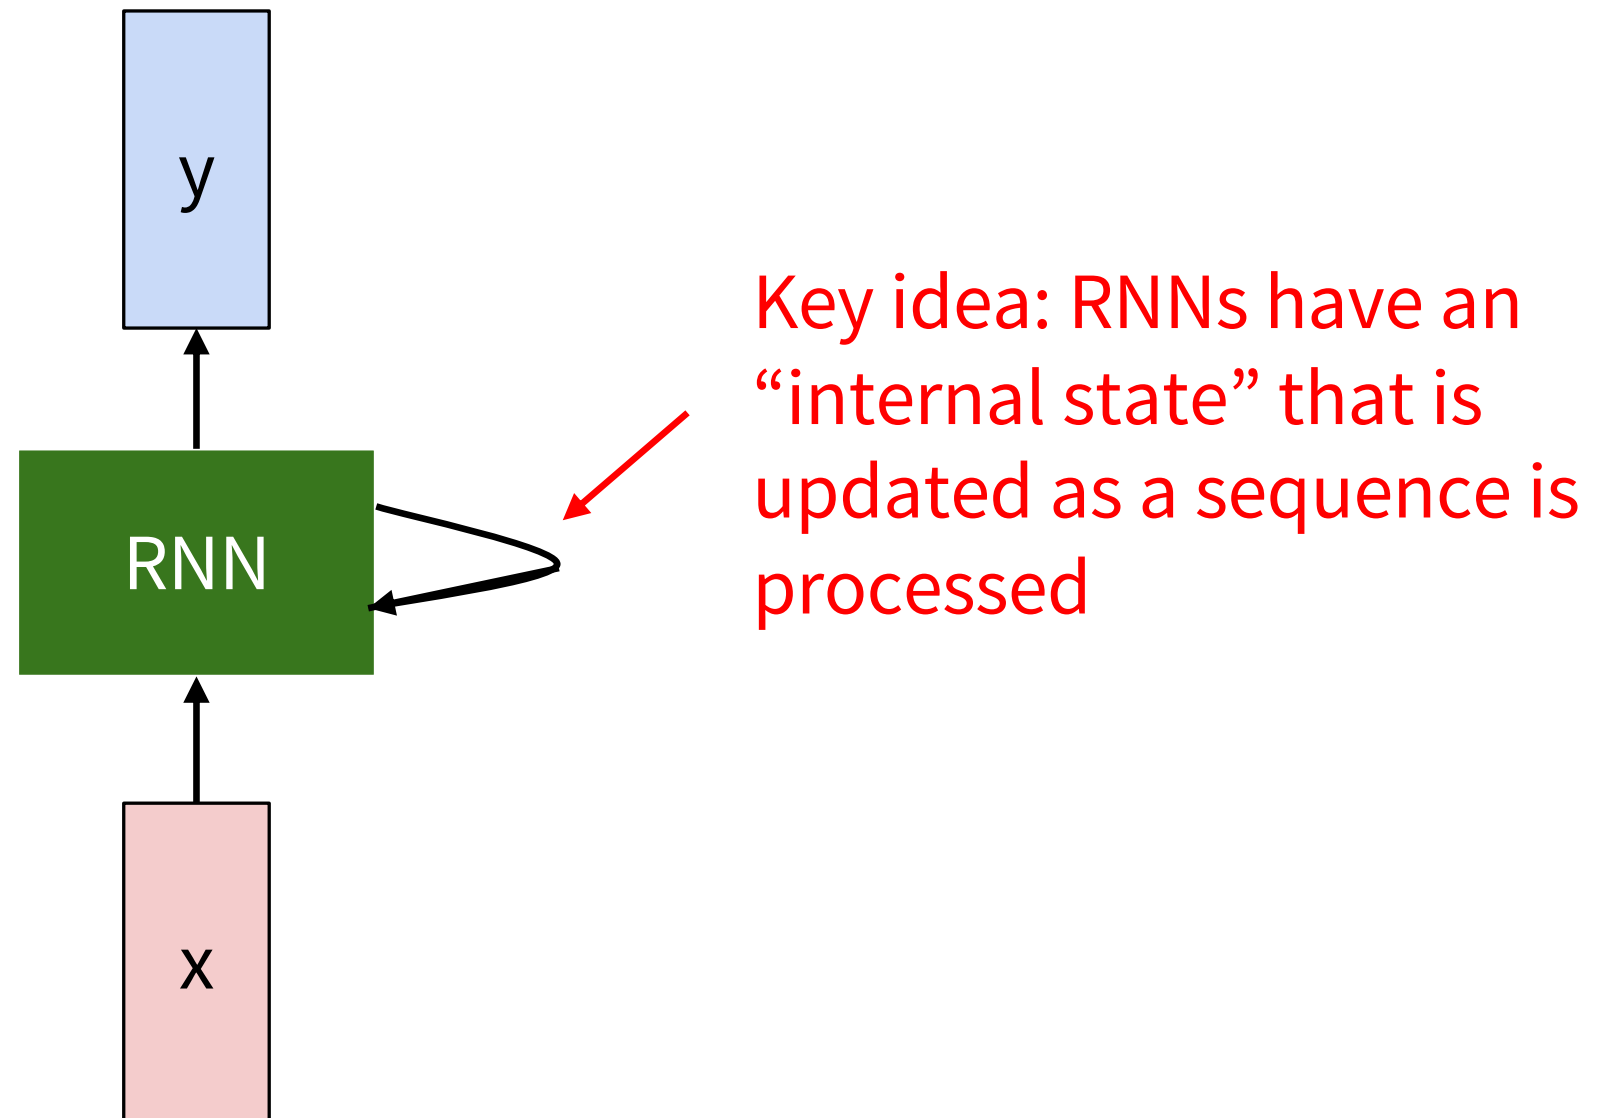 y
Key idea: RNNs have an
“internal state” that is
updated as a sequence is
processed
RNN
x